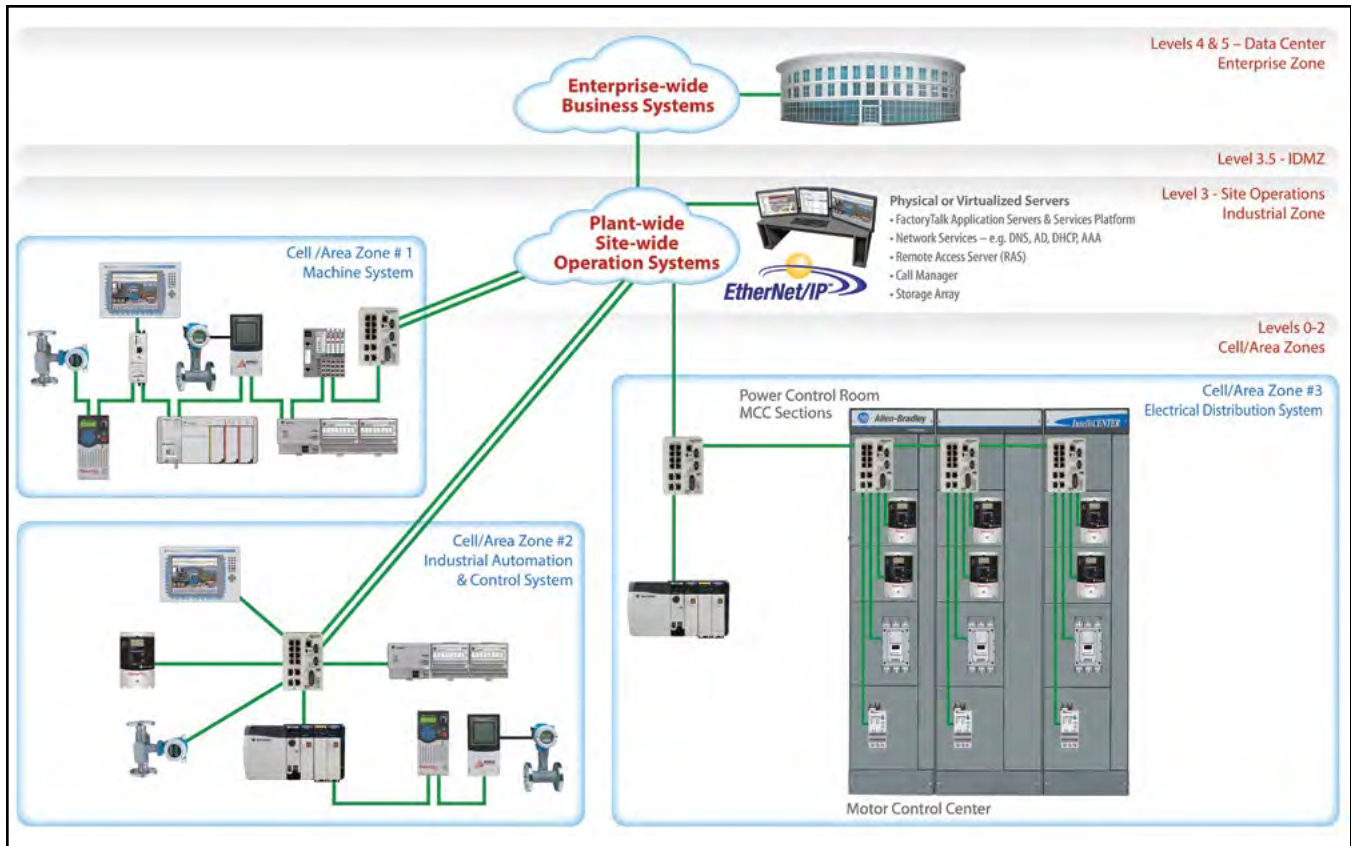 Levels 4 & 5 – Data Center
Enterprise Zone
Enterprise-wide
Business Systems
Level 3.5 - IDMZ
Level 3 - Site Operations
Industrial Zone
Plant-wide
Site-wide
Operation Systems
Physical or Virtualized Servers
• FactoryTalk Application Servers & Services Platform
• Network Services – e.g. DNS, AD, DHCP, AAA
• Remote Access Server (RAS)
• Call Manager
• Storage Array
EtherNet/IP™
Cell /Area Zone # 1
Machine System
Levels 0-2
Cell/Area Zones
Cell/Area Zone #3
Electrical Distribution System
Power Control Room
MCC Sections
Allen-Bradley
IntelliCENTER
Cell/Area Zone #2
Industrial Automation
& Control System
Motor Control Center